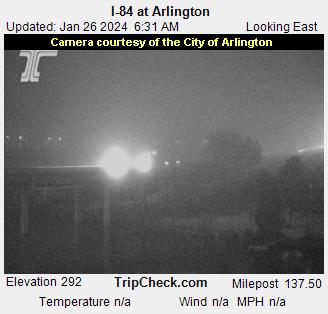 I-84 at Arlington
Updated: Jan 26 2024 6:31 AM Looking East
Camera courtesy of the City of Arlington
Elevation 292 TripCheck.com Milepost 137.50
Temperature n/a Wind n/a MPH n/a